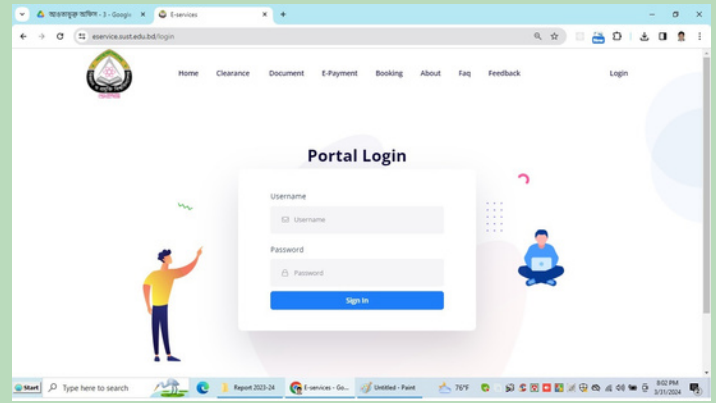 আওতাভুক্ত অফিস - 3 - Google
E-services
eservice.sust.edu.bd/login
Home Clearance Document E-Payment Booking About Faq Feedback Login
Portal Login
Username
Username
Password
Password
Sign In
Start Type here to search Report 2023-24 E-services - Go... Untitled - Paint 76°F 8:02 PM
3/31/2024